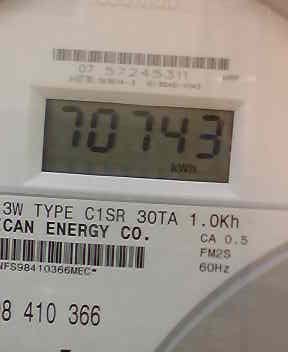 07 57245311
70743
kWh
3W TYPE C1SR 30TA 1.0Kh
CAN ENERGY CO.
CA 0.5
FM2S
60Hz
NFS98410366MEC*
8 410 366